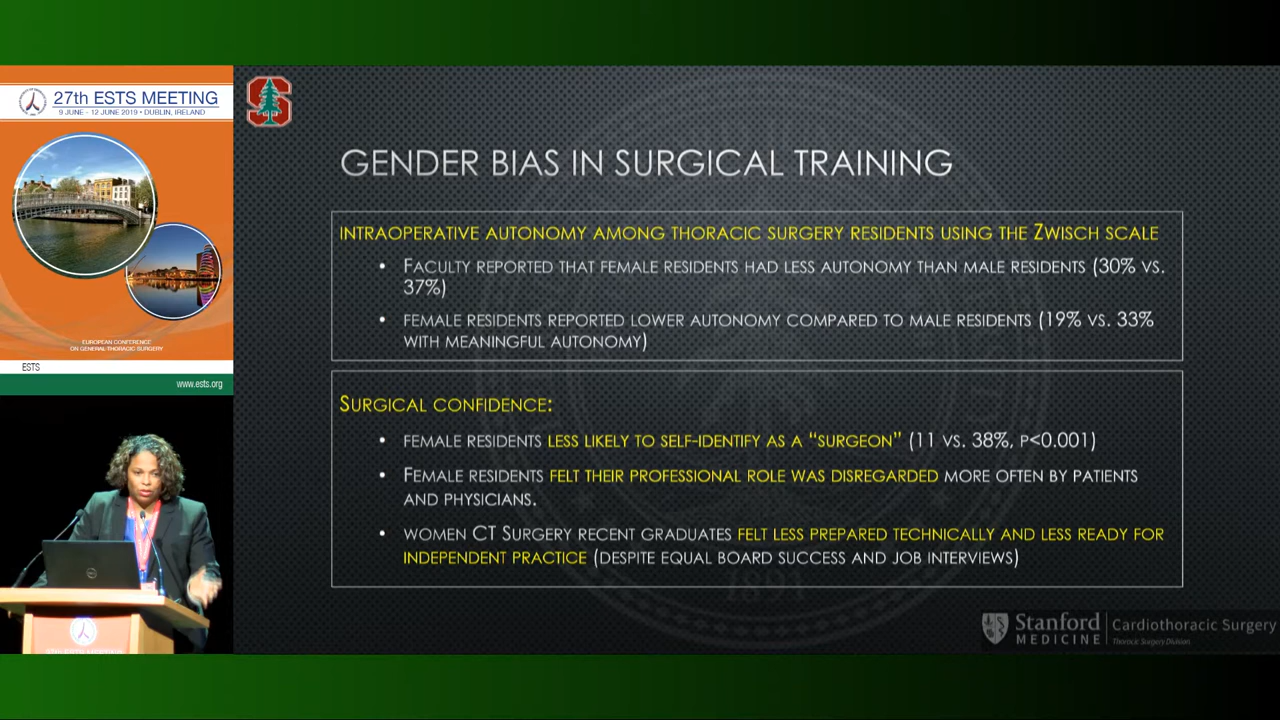 27th ESTS MEETING
9 JUNE - 12 JUNE 2019 • DUBLIN, IRELAND
EUROPEAN CONFERENCE
ON GENERAL THORACIC SURGERY
ESTS
www.ests.org
GENDER BIAS IN SURGICAL TRAINING
INTRAOPERATIVE AUTONOMY AMONG THORACIC SURGERY RESIDENTS USING THE ZWISCH SCALE
• FACULTY REPORTED THAT FEMALE RESIDENTS HAD LESS AUTONOMY THAN MALE RESIDENTS (30% VS.
37%)
• FEMALE RESIDENTS REPORTED LOWER AUTONOMY COMPARED TO MALE RESIDENTS (19% VS. 33%
WITH MEANINGFUL AUTONOMY)
SURGICAL CONFIDENCE:
• FEMALE RESIDENTS LESS LIKELY TO SELF-IDENTIFY AS A “SURGEON” (11 VS. 38%, P<0.001)
• FEMALE RESIDENTS FELT THEIR PROFESSIONAL ROLE WAS DISREGARDED MORE OFTEN BY PATIENTS
AND PHYSICIANS.
• WOMEN CT SURGERY RECENT GRADUATES FELT LESS PREPARED TECHNICALLY AND LESS READY FOR
INDEPENDENT PRACTICE (DESPITE EQUAL BOARD SUCCESS AND JOB INTERVIEWS)
1891
Stanford
MEDICINE
Cardiothoracic Surgery
Thoracic Surgery Division